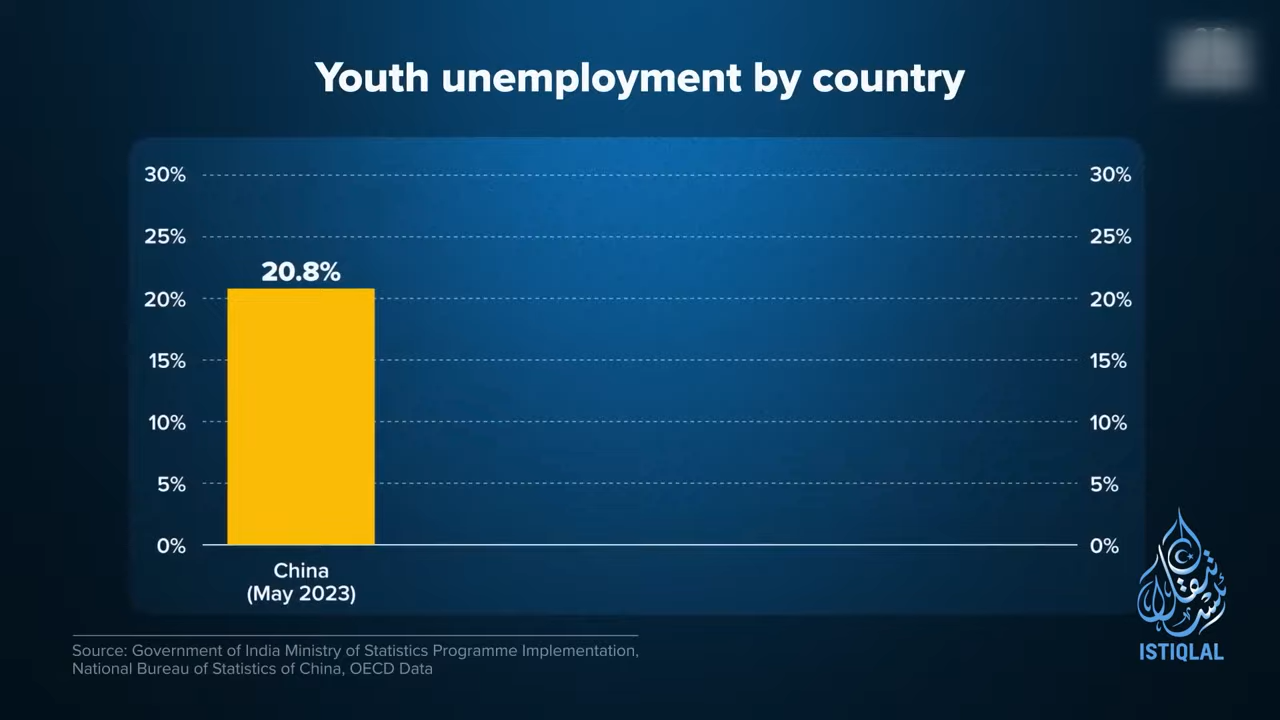 Youth unemployment by country
30% 30%
25% 25%
20.8%
20% 20%
15% 15%
10% 10%
5% 5%
0% 0%
China
(May 2023)
Source: Government of India Ministry of Statistics Programme Implementation,
National Bureau of Statistics of China, OECD Data
ISTIQLAL